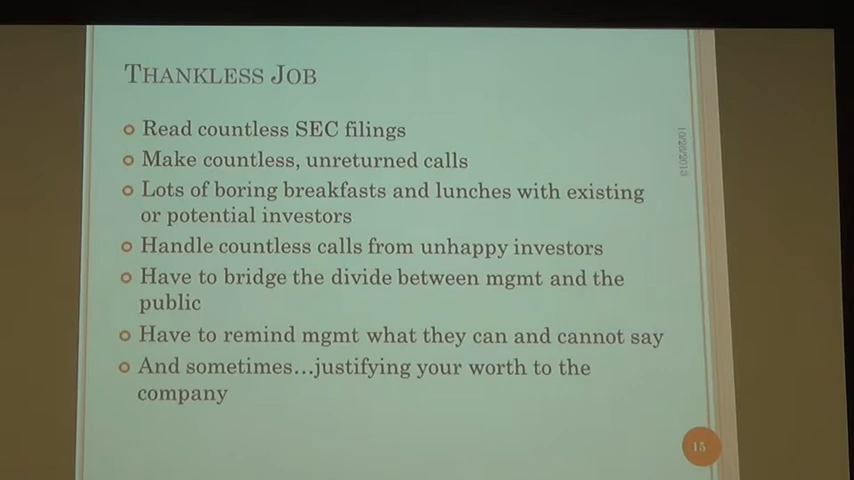 THANKLESS JOB
Read countless SEC filings
Make countless, unreturned calls
Lots of boring breakfasts and lunches with existing
or potential investors
Handle countless calls from unhappy investors
Have to bridge the divide between mgmt and the
public
Have to remind mgmt what they can and cannot say
And sometimes...justifying your worth to the
company
15